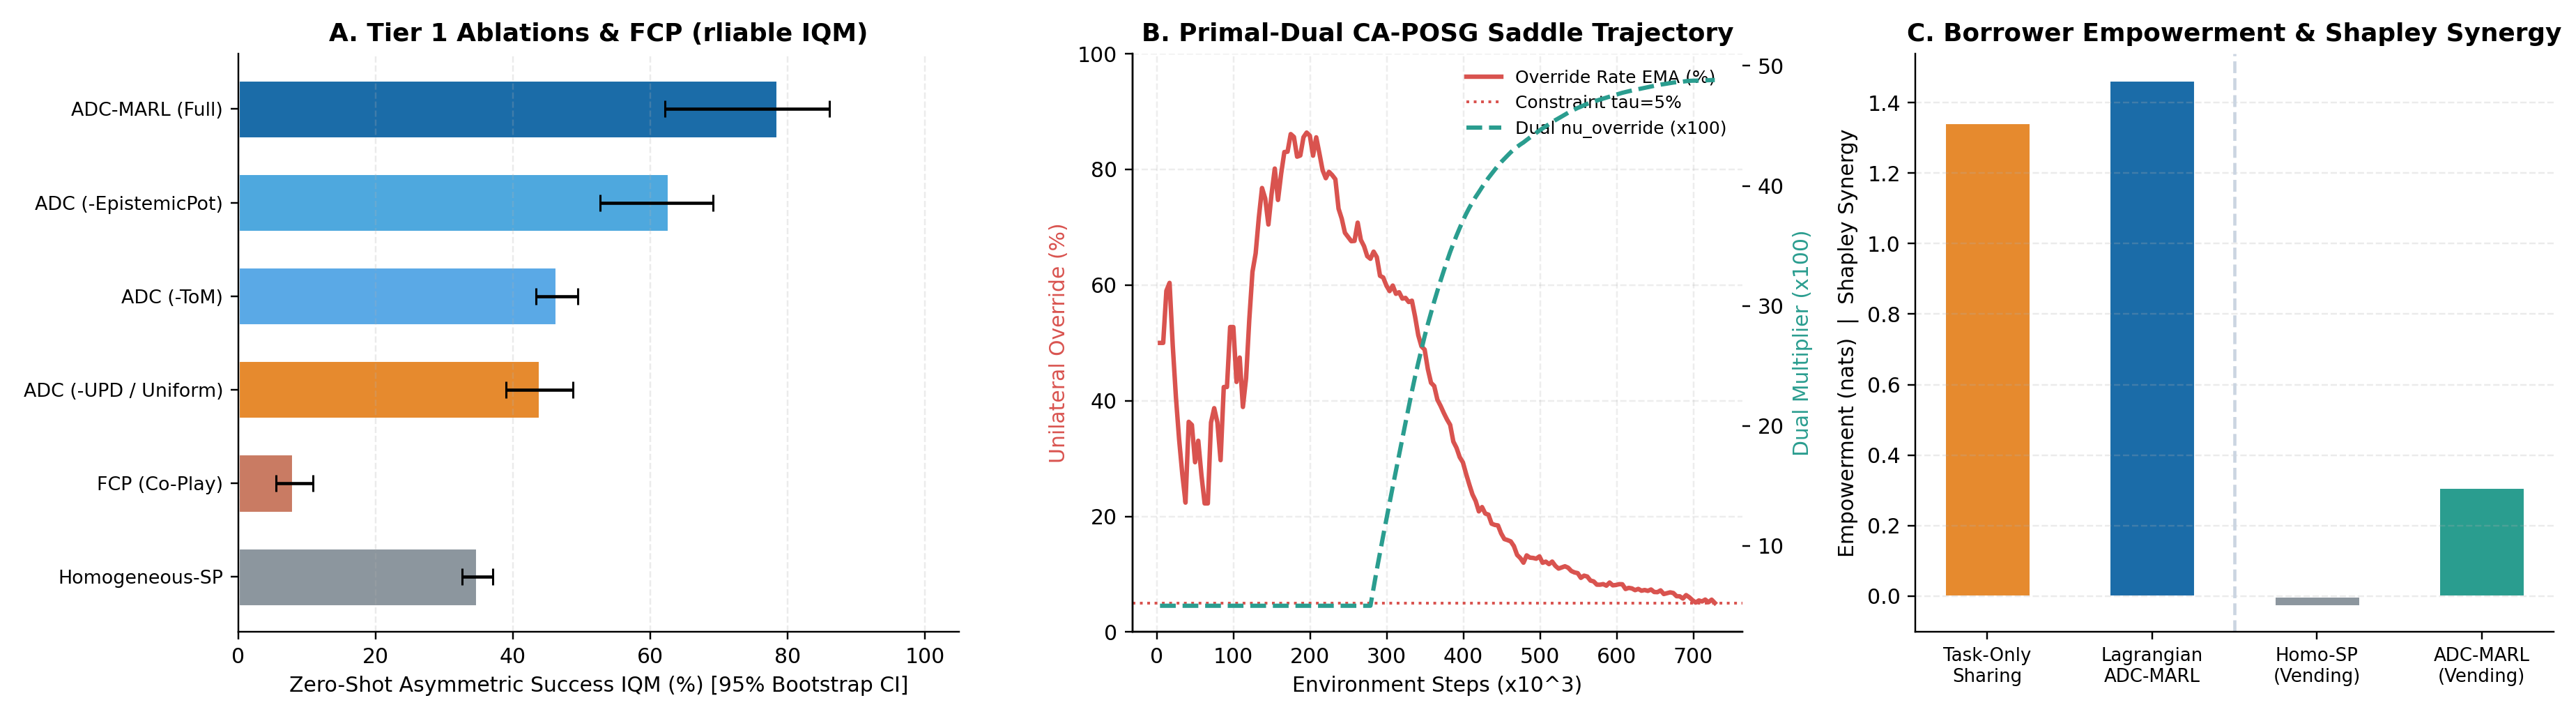 A. Tier 1 Ablations & FCP (rliable IQM)
ADC-MARL (Full)
ADC (-EpistemicPot)
ADC (-ToM)
ADC (-UPD / Uniform)
FCP (Co-Play)
Homogeneous-SP
0 20 40 60 80 100
Zero-Shot Asymmetric Success IQM (%) [95% Bootstrap CI]
B. Primal-Dual CA-POSG Saddle Trajectory
Unilateral Override (%)
100
80
60
40
20
0
Override Rate EMA (%)
Constraint tau=5%
Dual nu_override (x100)
50
40
30
20
10
Dual Multiplier (x100)
0 100 200 300 400 500 600 700
Environment Steps (x10^3)
C. Borrower Empowerment & Shapley Synergy
Empowerment (nats) | Shapley Synergy
1.4
1.2
1.0
0.8
0.6
0.4
0.2
0.0
Task-Only
Sharing
Lagrangian
ADC-MARL
Homo-SP
(Vending)
ADC-MARL
(Vending)